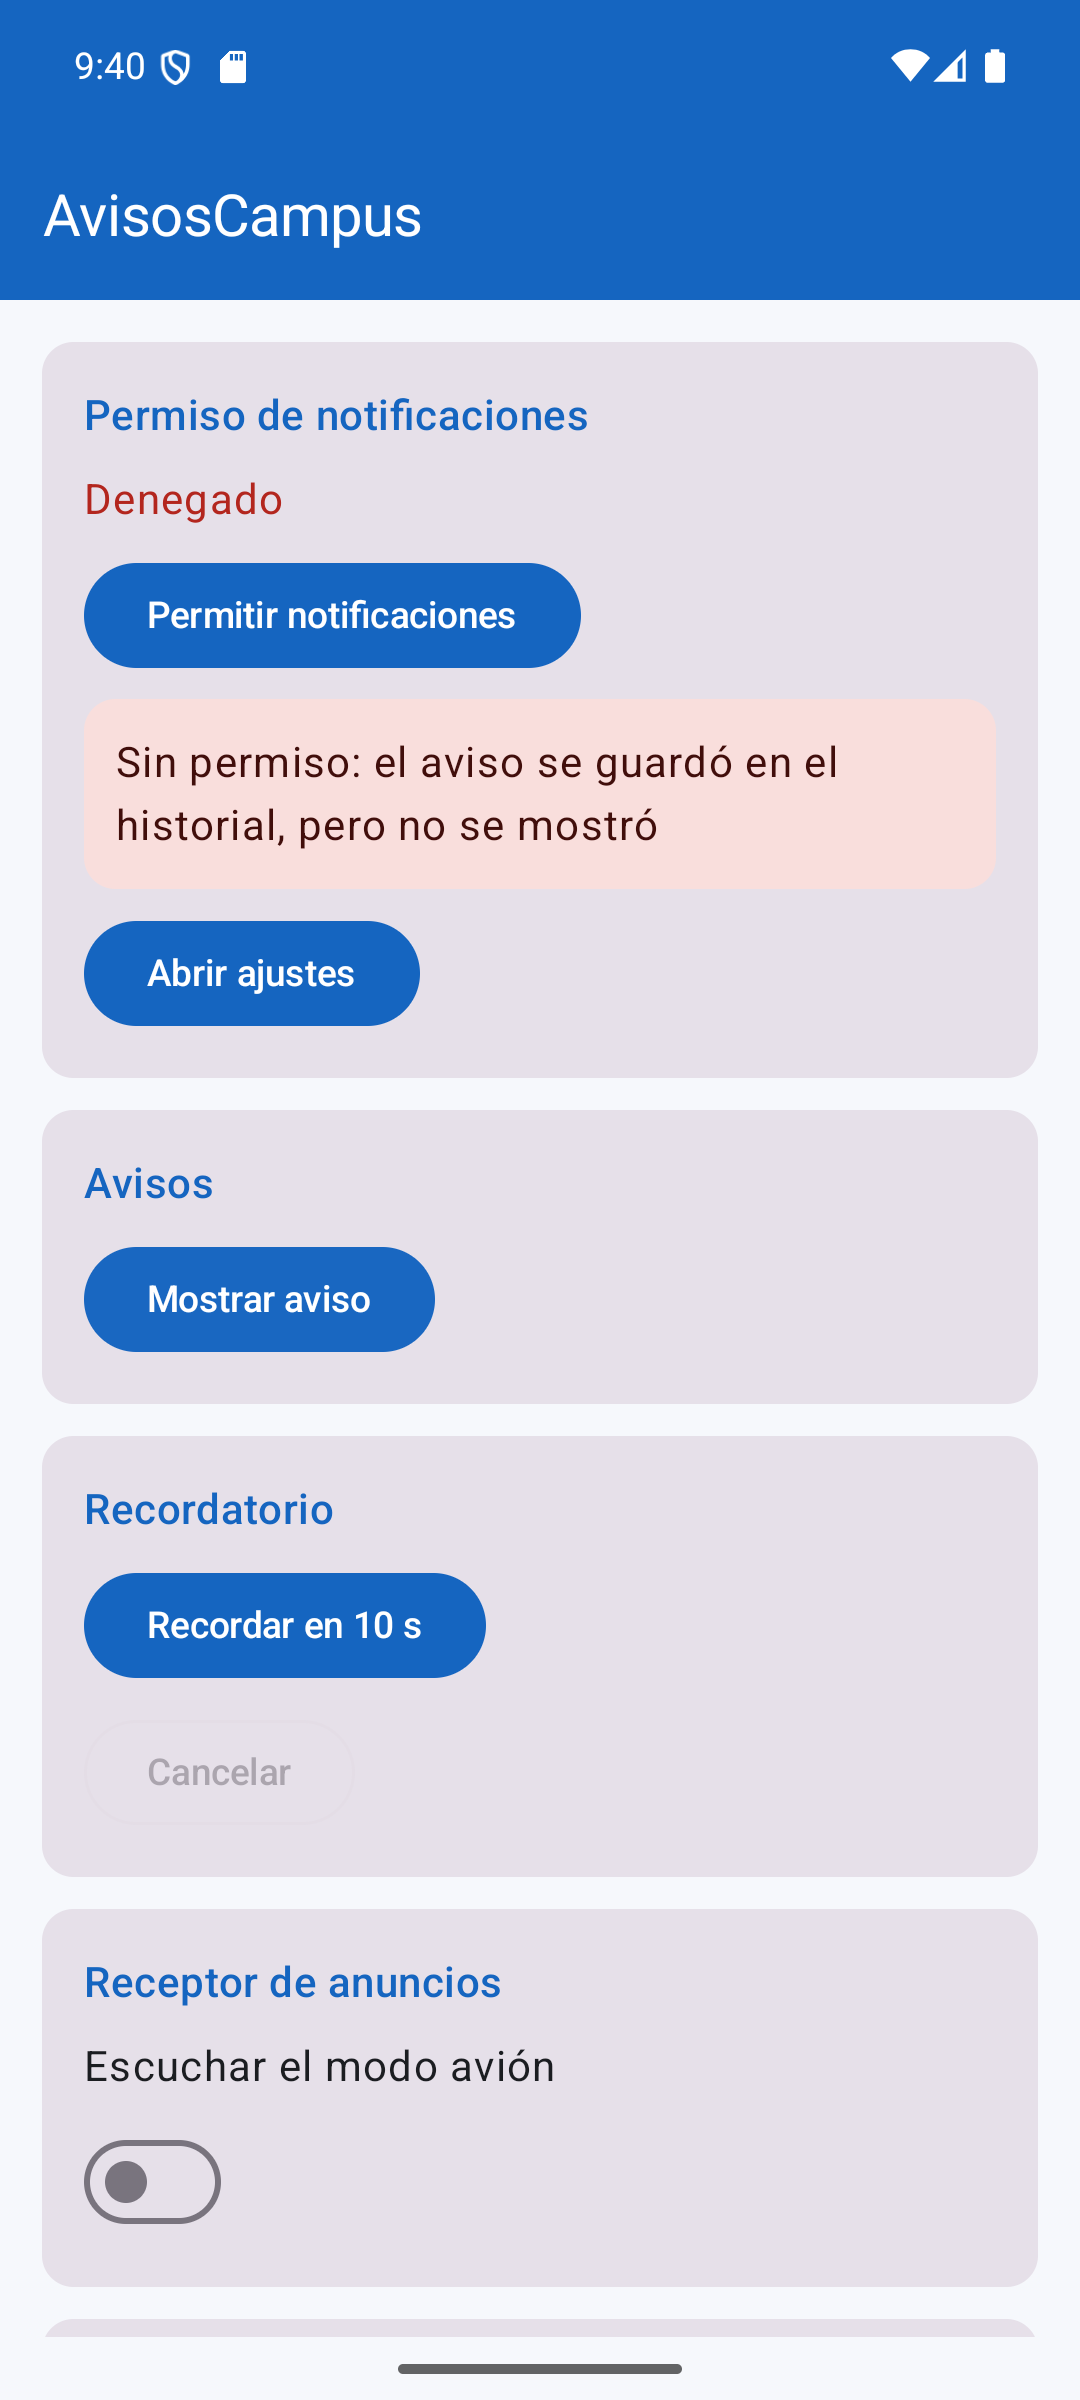 9:40
AvisosCampus
Permiso de notificaciones
Denegado
Permitir notificaciones
Sin permiso: el aviso se guardó en el
historial, pero no se mostró
Abrir ajustes
Avisos
Mostrar aviso
Recordatorio
Recordar en 10 s
Cancelar
Receptor de anuncios
Escuchar el modo avión